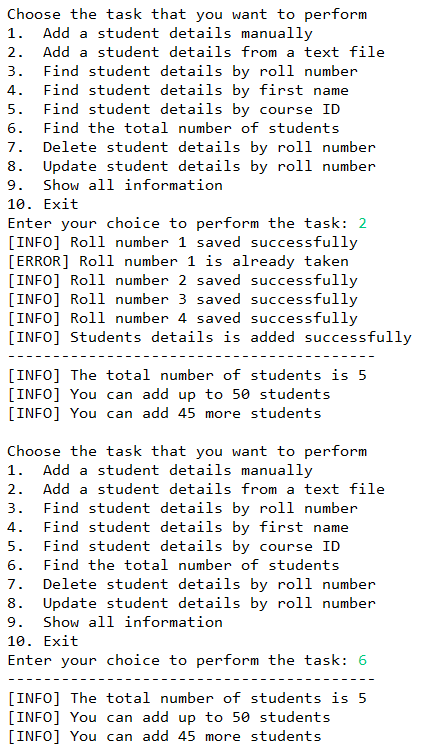 Choose the task that you want to perform
1.  Add a student details manually
2.  Add a student details from a text file
3.  Find student details by roll number
4.  Find student details by first name
5.  Find student details by course ID
6.  Find the total number of students
7.  Delete student details by roll number
8.  Update student details by roll number
9.  Show all information
10. Exit
Enter your choice to perform the task: 2
[INFO] Roll number 1 saved successfully
[ERROR] Roll number 1 is already taken
[INFO] Roll number 2 saved successfully
[INFO] Roll number 3 saved successfully
[INFO] Roll number 4 saved successfully
[INFO] Students details is added successfully
-----------------------------------------
[INFO] The total number of students is 5
[INFO] You can add up to 50 students
[INFO] You can add 45 more students

Choose the task that you want to perform
1.  Add a student details manually
2.  Add a student details from a text file
3.  Find student details by roll number
4.  Find student details by first name
5.  Find student details by course ID
6.  Find the total number of students
7.  Delete student details by roll number
8.  Update student details by roll number
9.  Show all information
10. Exit
Enter your choice to perform the task: 6
-----------------------------------------
[INFO] The total number of students is 5
[INFO] You can add up to 50 students
[INFO] You can add 45 more students